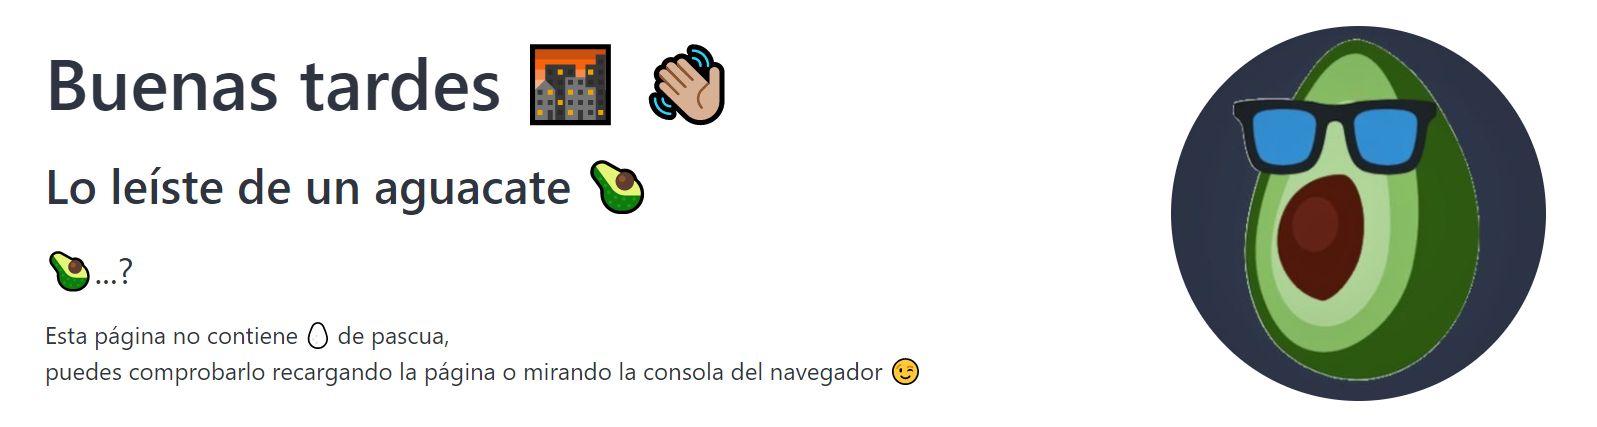 Buenas tardes 🌇 👋🏼
Lo leíste de un aguacate 🥑
🥑...?
Esta página no contiene 🥚 de pascua,
puedes comprobarlo recargando la página o mirando la consola del navegador 😉